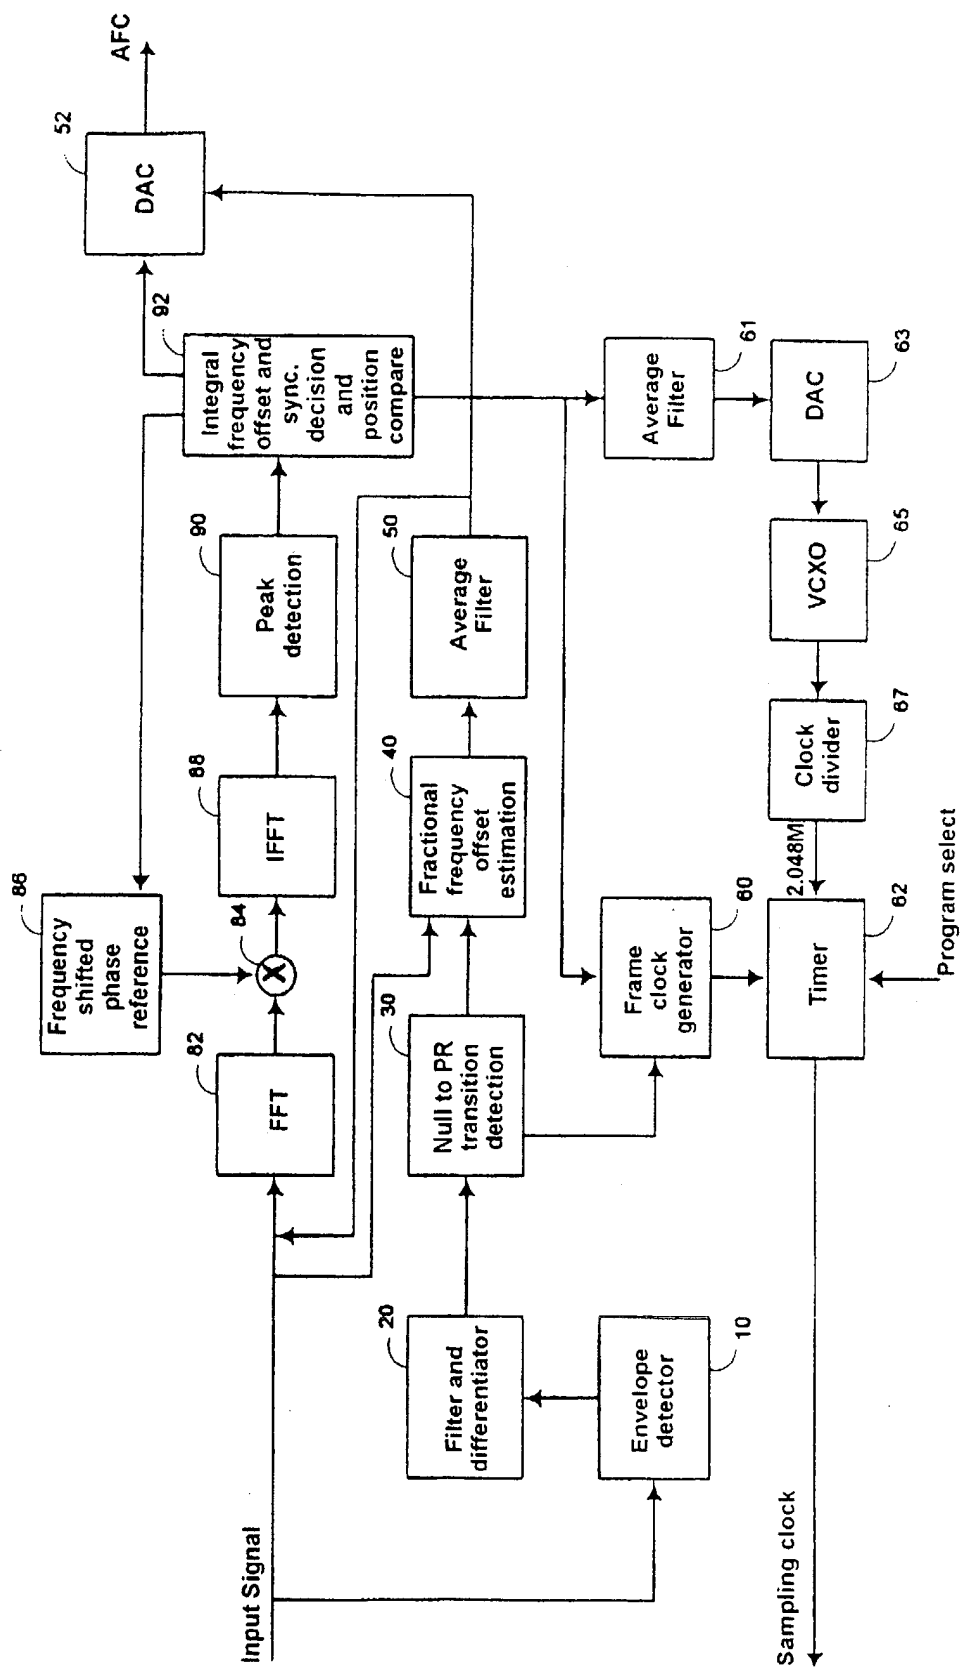 AFC
52
DAC
92
Integral
frequency
offset and
sync.
decision
and
position
compare
90
Peak
detection
88
IFFT
86
Frequency
shifted
phase
reference
84
X
82
FFT
Input Signal
50
Average
Filter
40
Fractional
frequency
offset
estimation
30
Null to PR
transition
detection
20
Filter and
differentiator
10
Envelope
detector
61
Average
Filter
63
DAC
65
VCXO
67
Clock
divider
2.048M
60
Frame
clock
generator
62
Timer
Program select
Sampling clock